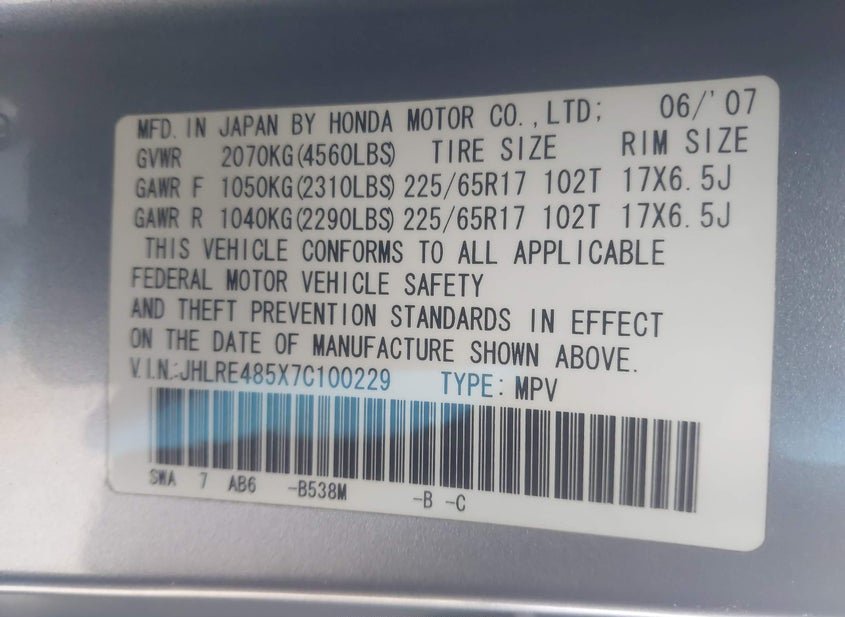 MFD. IN JAPAN BY HONDA MOTOR CO.,LTD; 06/'07
GVWR 2070KG(4560LBS) TIRE SIZE RIM SIZE
GAWR F 1050KG(2310LBS) 225/65R17 102T 17X6.5J
GAWR R 1040KG(2290LBS) 225/65R17 102T 17X6.5J
THIS VEHICLE CONFORMS TO ALL APPLICABLE
FEDERAL MOTOR VEHICLE SAFETY
AND THEFT PREVENTION STANDARDS IN EFFECT
ON THE DATE OF MANUFACTURE SHOWN ABOVE.
V.I.N.:JHLRE485X7C100229 TYPE: MPV
SWA 7 AB6 -B538M -B -C